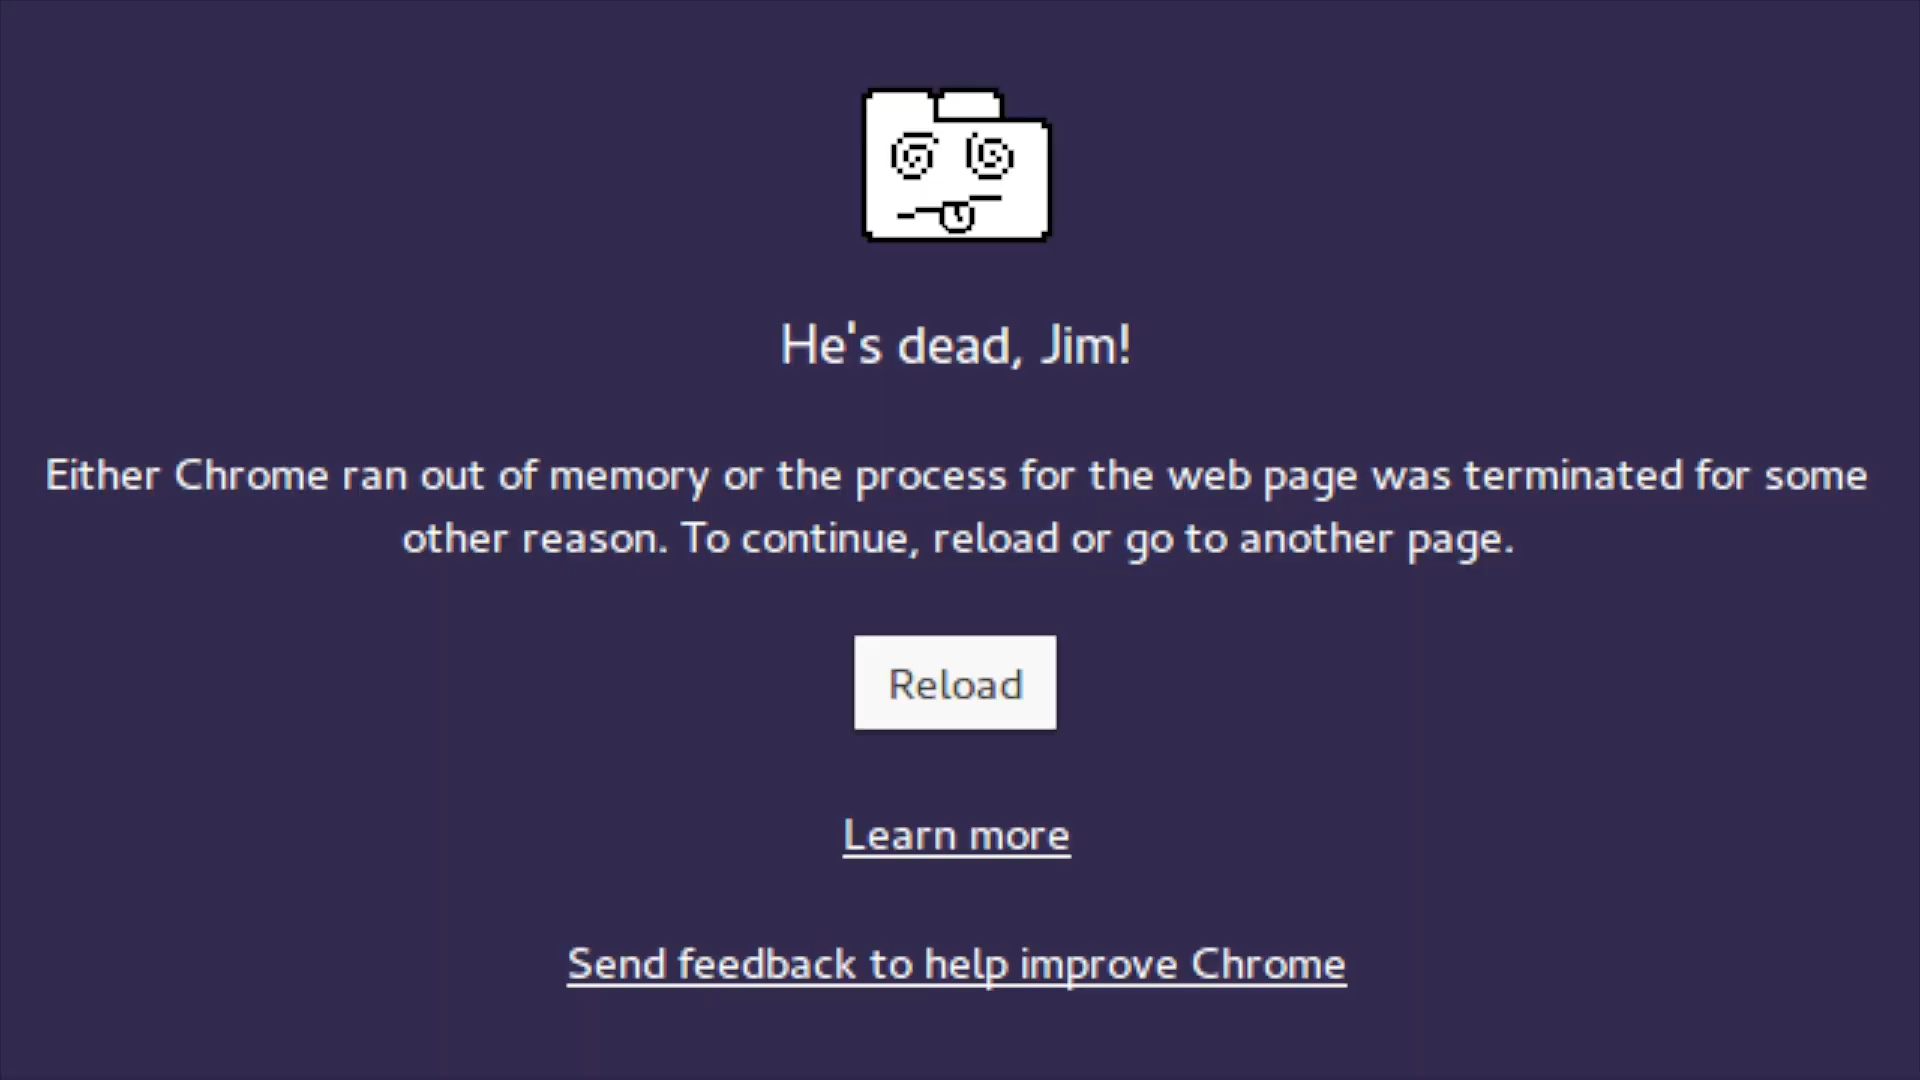 He's dead, Jim!
Either Chrome ran out of memory or the process for the web page was terminated for some
other reason. To continue, reload or go to another page.
Reload
Learn more
Send feedback to help improve Chrome